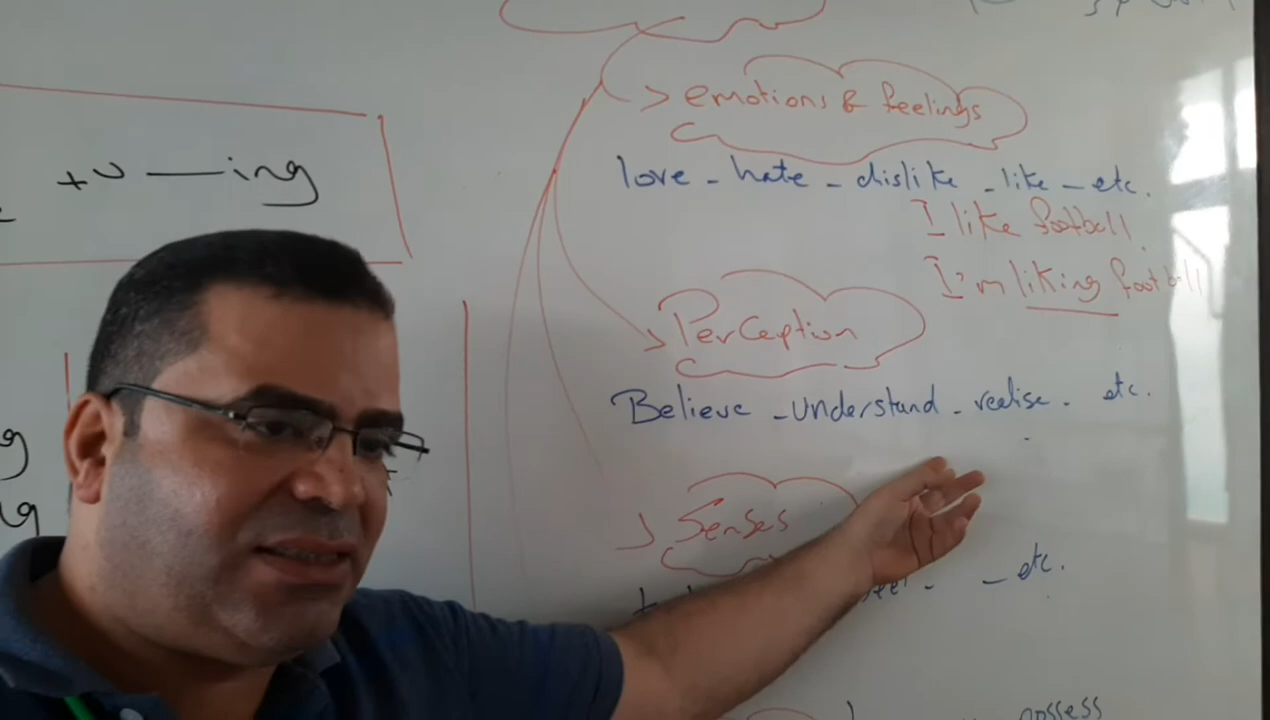 emotions & feelings
+v ing
love - hate - dislike - like - etc.
I like football.
I'm liking football
Perception
Believe - understand - realise - etc.
Senses
- etc.
possess